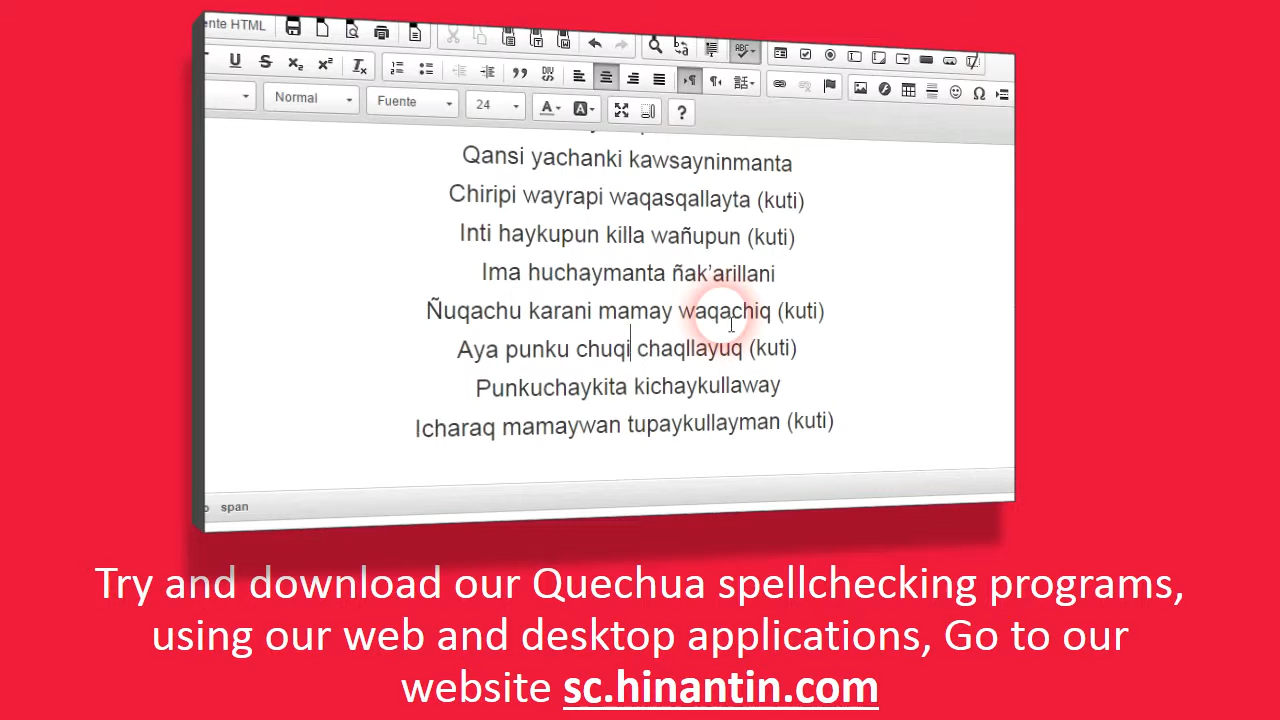 ente HTML
Normal
Fuente
24
Qansi yachanki kawsayninmanta
Chiripi wayrapi waqasqallayta (kuti)
Inti haykupun killa wañupun (kuti)
Ima huchaymanta ñak'arillani
Ñuqachu karani mamay waqachiq (kuti)
Aya punku chuqi chaqllayuq (kuti)
Punkuchaykita kichaykullaway
Icharaq mamaywan tupaykullayman (kuti)
span
Try and download our Quechua spellchecking programs,
using our web and desktop applications, Go to our
website sc.hinantin.com